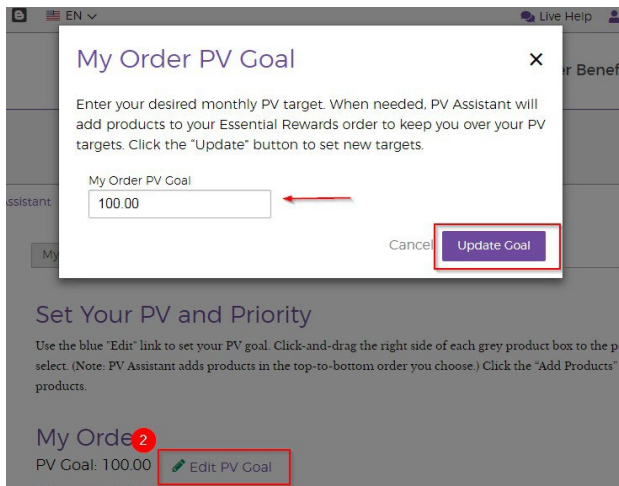 EN
Live Help
My Order PV Goal
er Benef
Enter your desired monthly PV target. When needed, PV Assistant will
add products to your Essential Rewards order to keep you over your PV
targets. Click the “Update” button to set new targets.
My Order PV Goal
100.00
Assistant
Cancel
Update Goal
My
Set Your PV and Priority
Use the blue "Edit" link to set your PV goal. Click-and-drag the right side of each grey product box to the p
select. (Note: PV Assistant adds products in the top-to-bottom order you choose.) Click the “Add Products”
products.
My Orde
2
PV Goal: 100.00
Edit PV Goal